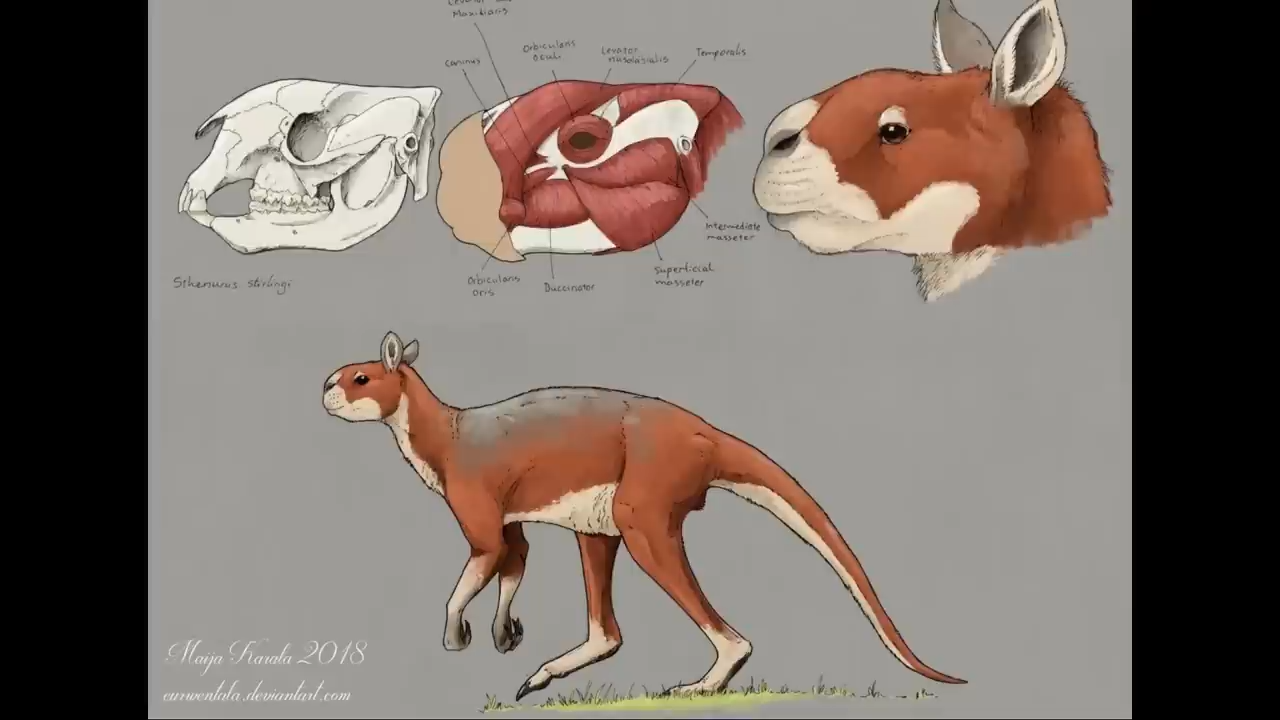 Maxillaris
Orbicularis
oculi
Levator
nasolabialis
Temporalis
Caninus
Intermediate
masseter
Superficial
masseter
Orbicularis
oris
Buccinator
Sthenurus stirlingi
Maija Karala 2018
eurwentala.deviantart.com